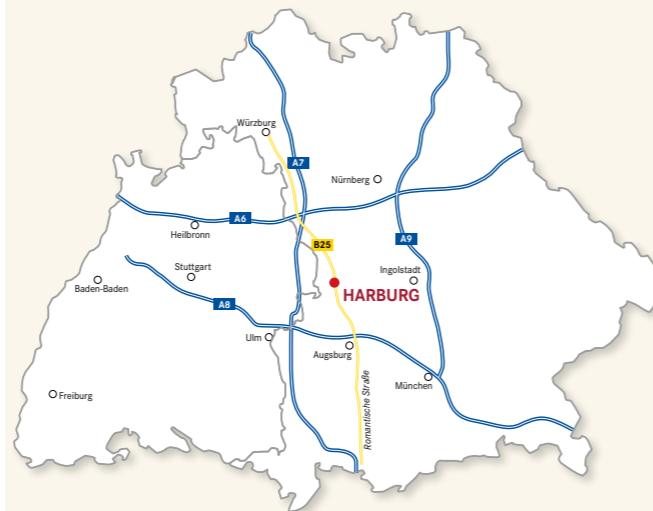 Würzburg
A7
Nürnberg
A6
Heilbronn
B25
A9
Stuttgart
Ingolstadt
Baden-Baden
HARBURG
A8
Ulm
Augsburg
Romantische Straße
München
Freiburg